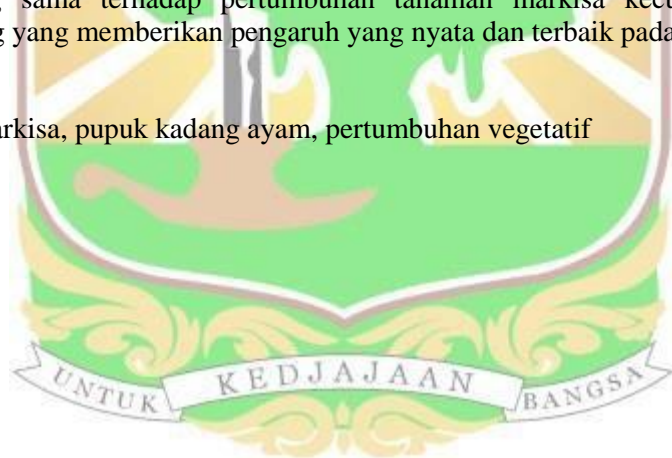 sama terhadap pertumbuhan tanaman markisa
yang memberikan pengaruh yang nyata dan terbaik pada
pupuk kadang ayam, pertumbuhan vegetatif
UNTUK KEDJAJAAN BANGSA